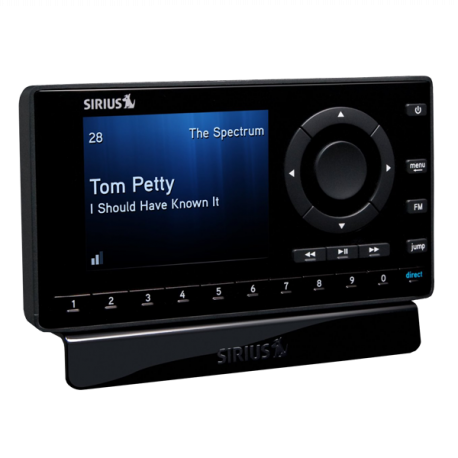 SIRIUS
28 The Spectrum
Tom Petty
I Should Have Known It
menu
FM
jump
direct
1 2 3 4 5 6 7 8 9 0
SIRIUS